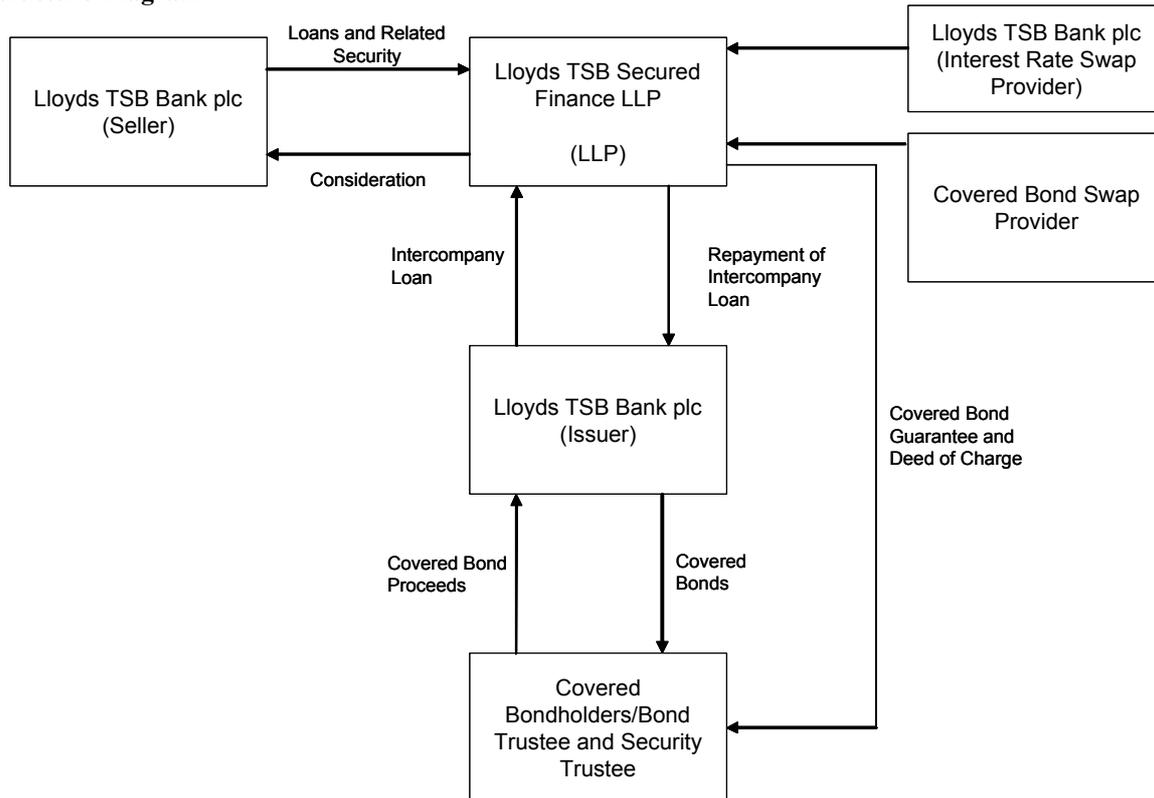 Loans and Related
Security
Lloyds TSB Bank plc
(Seller)
Consideration
Lloyds TSB Secured
Finance LLP
(LLP)
Lloyds TSB Bank plc
(Interest Rate Swap
Provider)
Covered Bond Swap
Provider
Intercompany
Loan
Repayment of
Intercompany
Loan
Lloyds TSB Bank plc
(Issuer)
Covered Bond
Guarantee and
Deed of Charge
Covered Bond
Proceeds
Covered
Bonds
Covered
Bondholders/Bond
Trustee and Security
Trustee